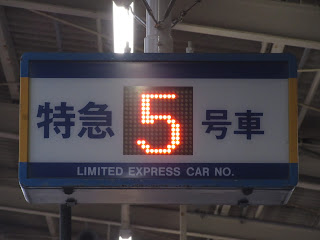 特急 5 号車
LIMITED EXPRESS CAR NO.